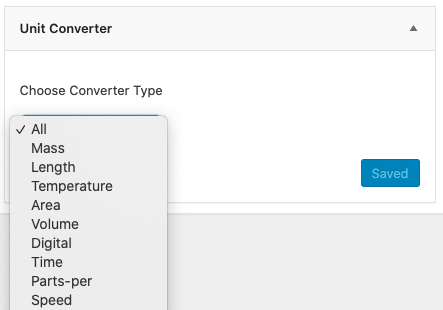 Unit Converter
Choose Converter Type
✓ All
Mass
Length
Temperature
Area
Volume
Digital
Time
Parts-per
Speed
Saved